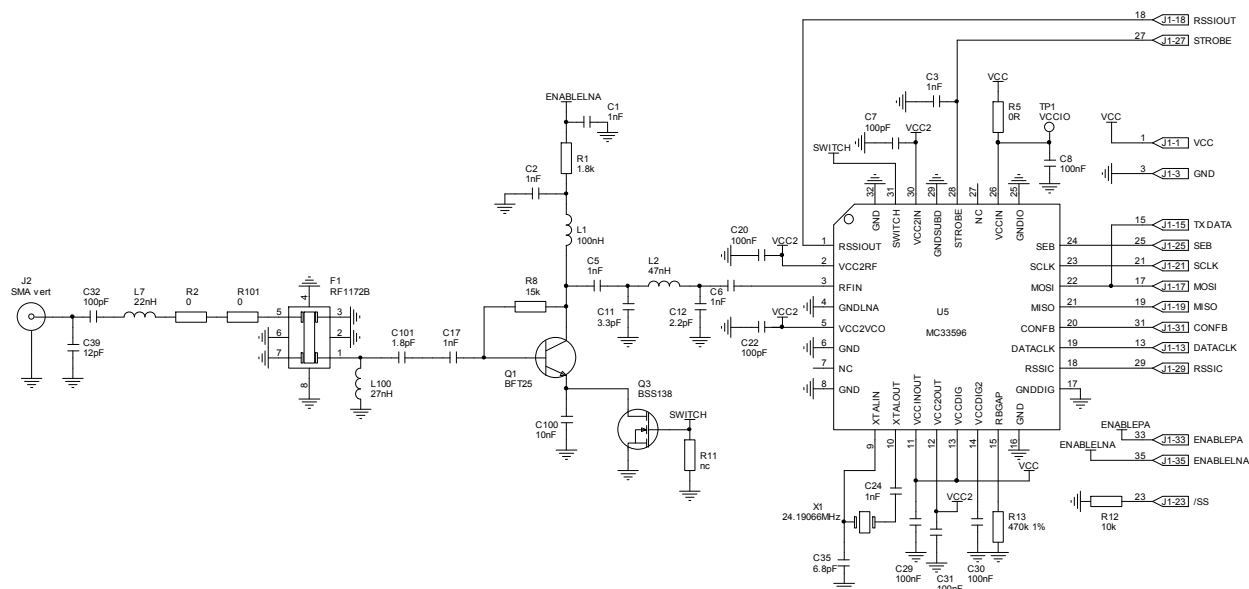 18
J1-18 RSSIOUT
27
J1-27 STROBE
C3
1nF
VCC
ENABLELNA
C1
1nF
C7
100pF
VCC2
R5
0R
TP1
VCCIO
VCC
1
J1-1 VCC
SWITCH
R1
1.8k
C2
1nF
C8
100nF
3
J1-3 GND
32
31
30
29
28
27
26
25
GND
SWITCH
VCC2IN
GNDSUBD
STROBE
NC
VCCIN
GNDIO
15
J1-15 TXDATA
L1
100nH
C20
100nF
VCC2
1 RSSIOUT
SEB 24
25
J1-25 SEB
2 VCC2RF
SCLK 23
21
J1-21 SCLK
J2
SMA vert
C32
100pF
L7
22nH
R2
0
R101
0
F1
RF1172B
4
5
3
6
2
7
1
8
R8
15k
C5
1nF
L2
47nH
C6
1nF
3 RFIN
MOSI 22
17
J1-17 MOSI
C11
3.3pF
C12
2.2pF
4 GNDLNA
U5
MC33596
MISO 21
19
J1-19 MISO
VCC2
5 VCC2VCO
CONFB 20
31
J1-31 CONFB
C39
12pF
C101
1.8pF
C17
1nF
C22
100pF
6 GND
DATACLK 19
13
J1-13 DATACLK
7 NC
RSSIC 18
29
J1-29 RSSIC
8 GND
GNDDIG 17
L100
27nH
Q1
BFT25
Q3
BSS138
SWITCH
C100
10nF
R11
nc
XTALIN
XTALOUT
VCCINOUT
VCC2OUT
VCCDIG
VCCDIG2
RBGAP
GND
9
10
11
12
13
14
15
16
ENABLEPA
33
J1-33 ENABLEPA
ENABLELNA
35
J1-35 ENABLELNA
VCC
C24
1nF
VCC2
X1
24.19066MHz
R13
470k 1%
R12
10k
23
J1-23 /SS
C35
6.8pF
C29
100nF
C31
100nF
C30
100nF